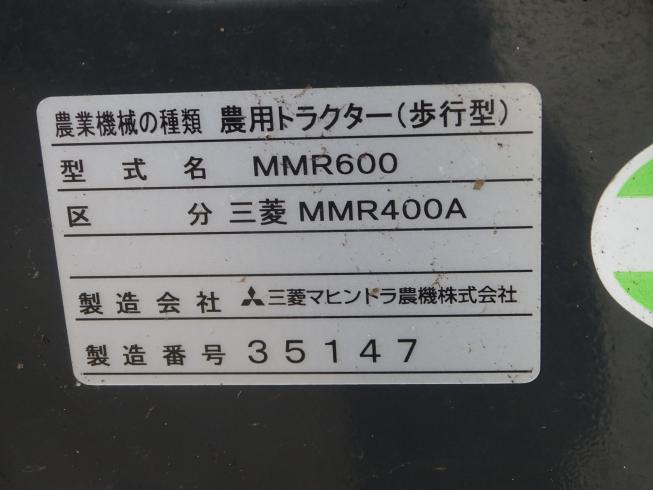 農業機械の種類 農用トラクター(歩行型)
型式名 MMR600
区分 三菱 MMR400A
製造会社 三菱マヒンドラ農機株式会社
製造番号 35147